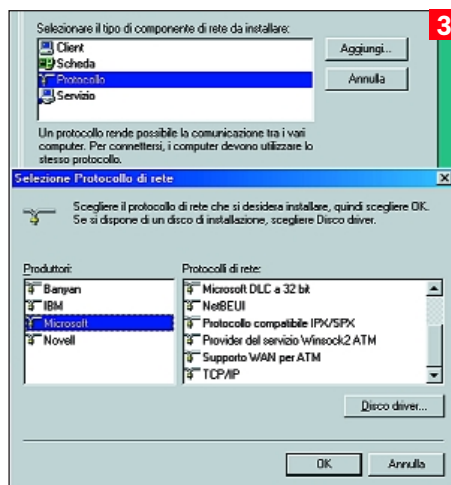 3
Selezionare il tipo di componente di rete da installare:
Client
Scheda
Protocollo
Servizio
Aggiungi...
Annulla
Un protocollo rende possibile la comunicazione tra i vari
computer. Per connettersi, i computer devono utilizzare lo
stesso protocollo.
Selezione Protocollo di rete
Scegliere il protocollo di rete che si desidera installare, quindi scegliere OK.
Se si dispone di un disco di installazione, scegliere Disco driver.
Produttori:
Banyan
IBM
Microsoft
Novell
Protocolli di rete:
Microsoft DLC a 32 bit
NetBEUI
Protocollo compatibile IPX/SPX
Provider del servizio Winsock2 ATM
Supporto WAN per ATM
TCP/IP
Disco driver...
OK
Annulla